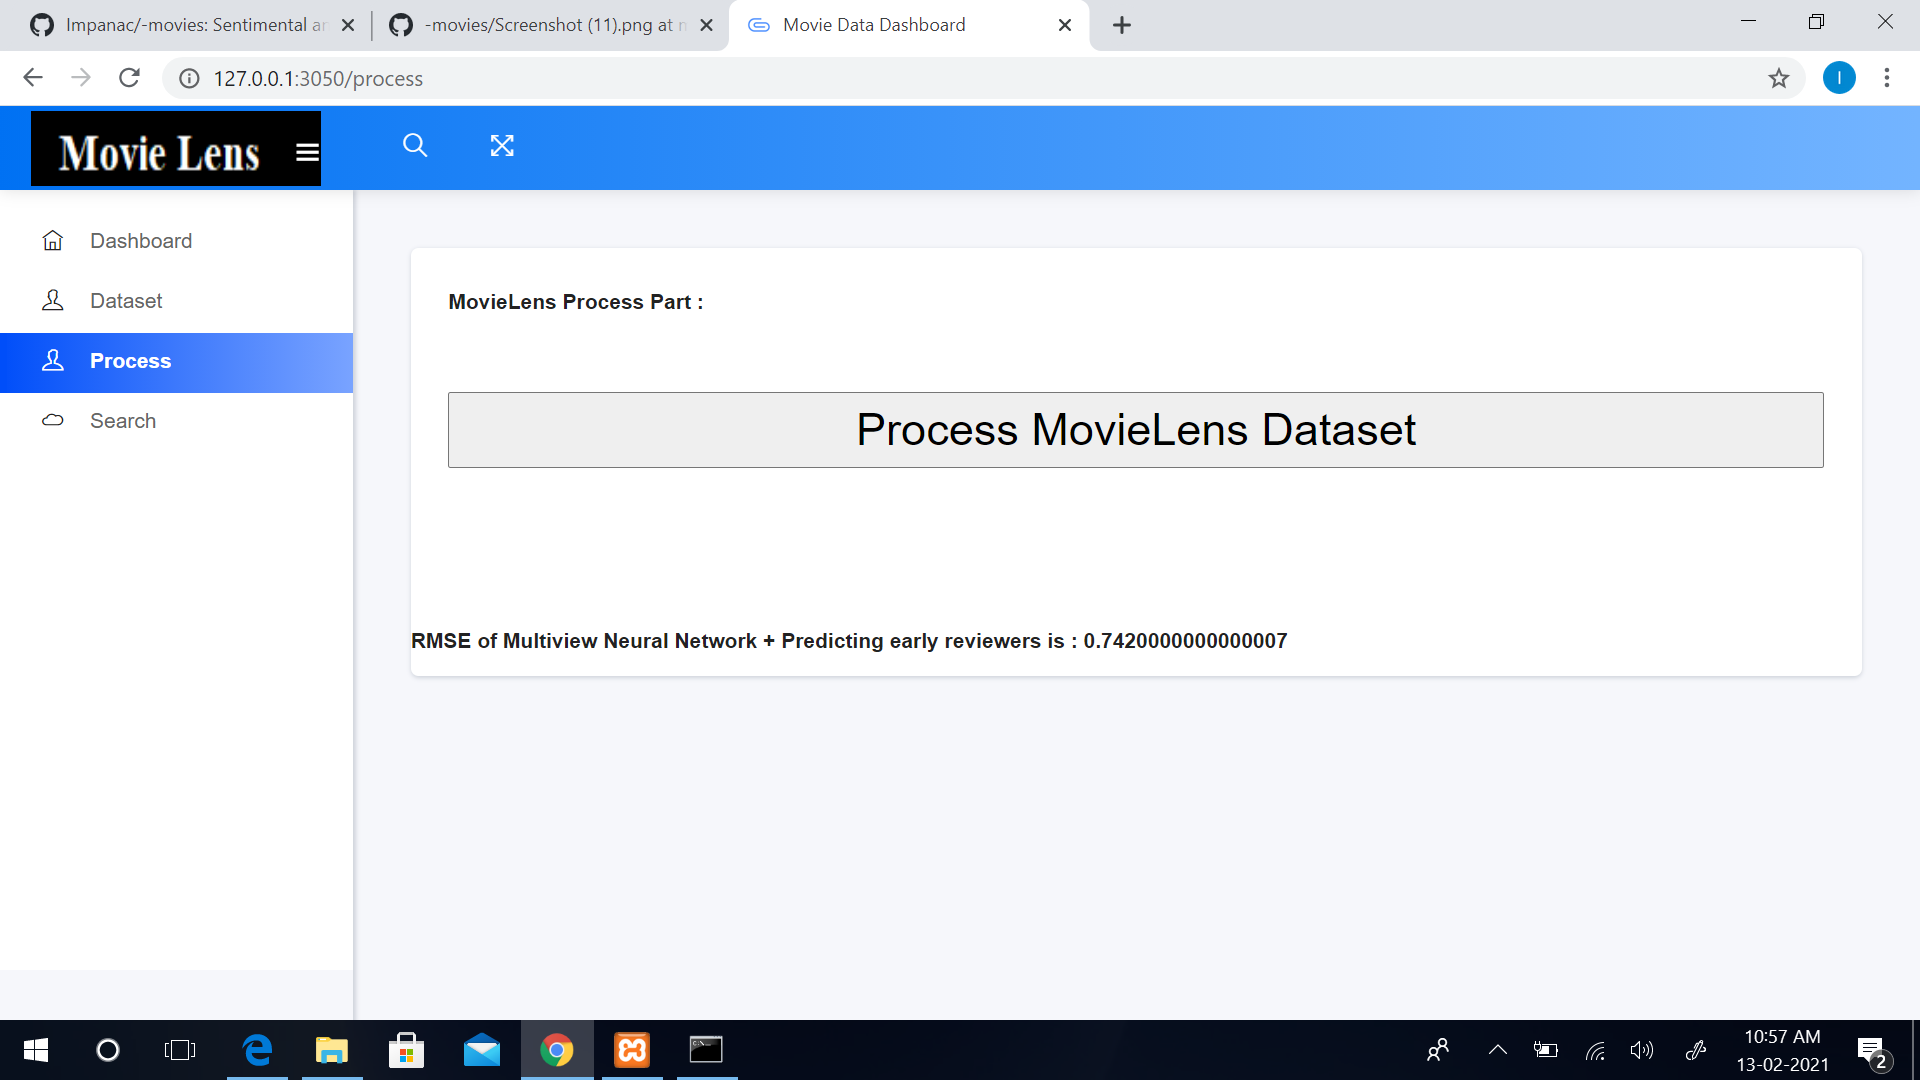 Impanac/-movies: Sentimental an
-movies/Screenshot (11).png at m
Movie Data Dashboard
127.0.0.1:3050/process
I
Movie Lens
Dashboard
Dataset
Process
Search
MovieLens Process Part :
Process MovieLens Dataset
RMSE of Multiview Neural Network + Predicting early reviewers is : 0.7420000000000007
10:57 AM
13-02-2021
2